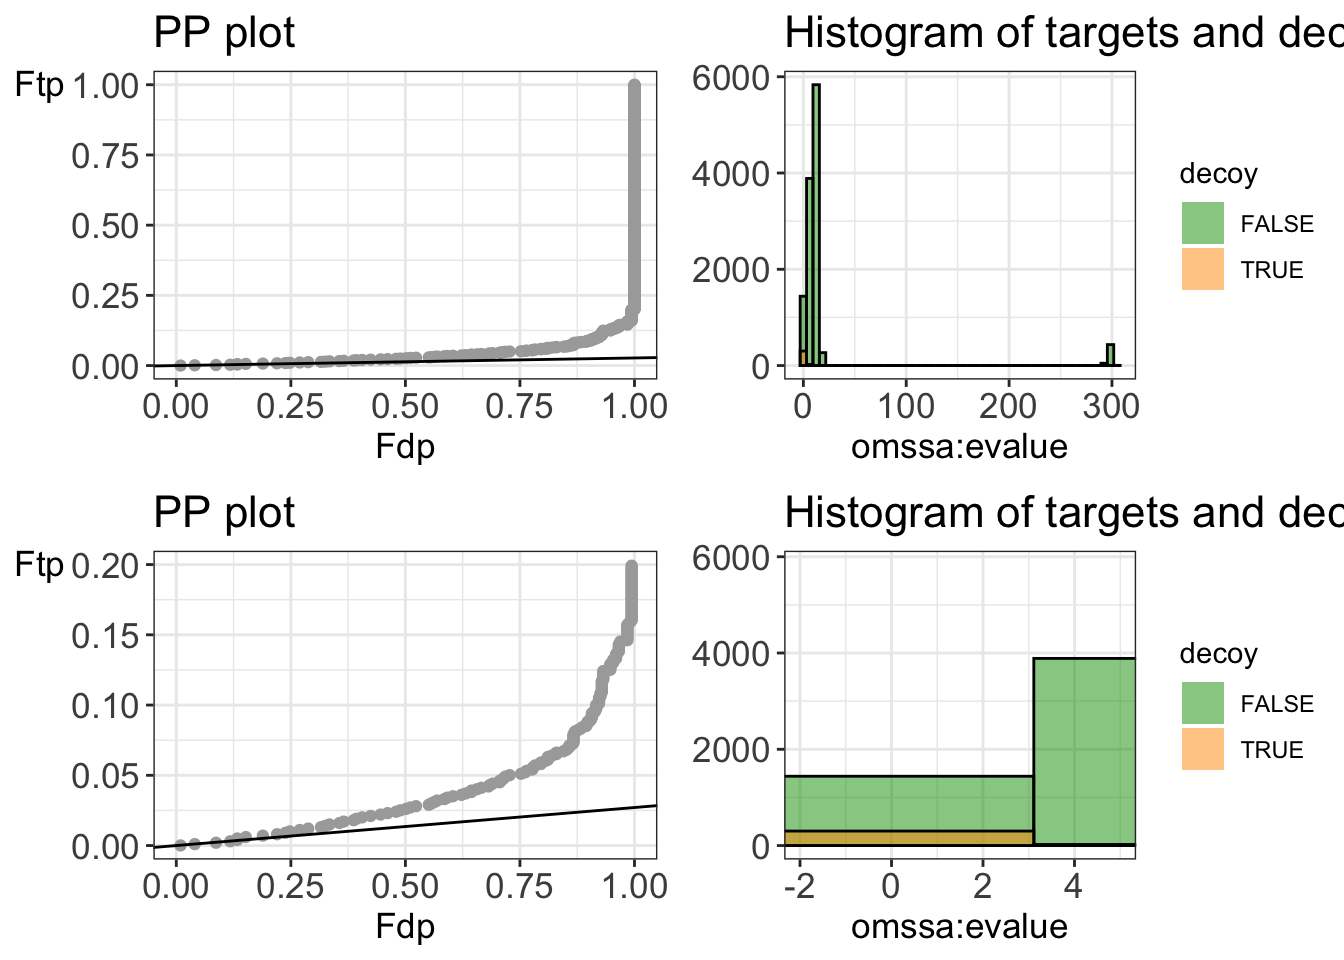 PP plot
Ftp
1.00
0.75
0.50
0.25
0.00
0.00 0.25 0.50 0.75 1.00
Fdp
Histogram of targets and dec
6000
4000
2000
0
0 100 200 300
omssa:evalue
decoy
FALSE
TRUE
PP plot
Ftp
0.20
0.15
0.10
0.05
0.00
0.00 0.25 0.50 0.75 1.00
Fdp
Histogram of targets and dec
6000
4000
2000
0
-2 0 2 4
omssa:evalue
decoy
FALSE
TRUE